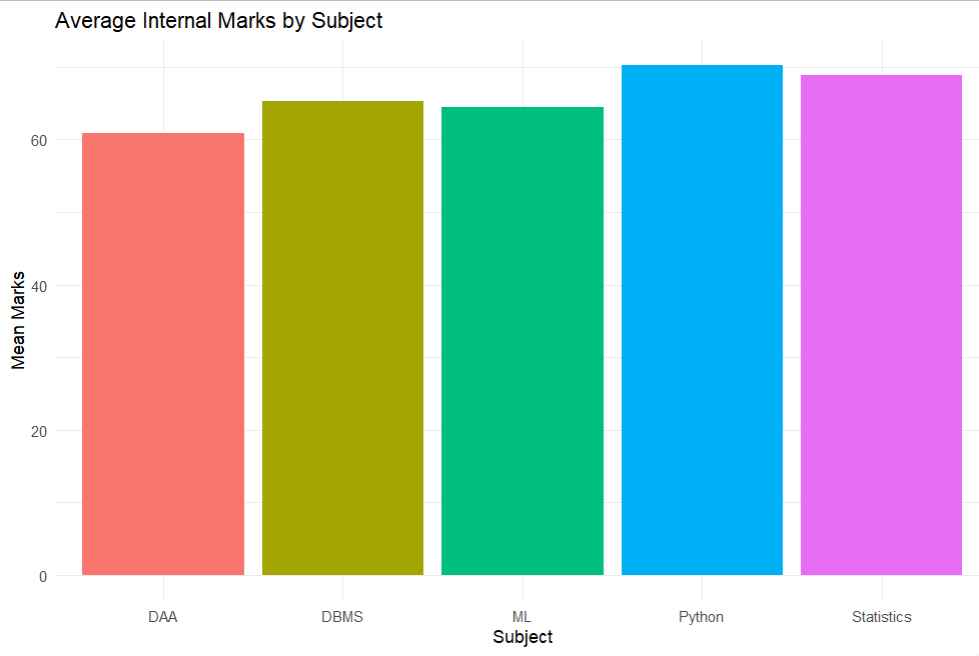 Average Internal Marks by Subject
Mean Marks
60
40
20
0
DAA DBMS ML Python Statistics
Subject